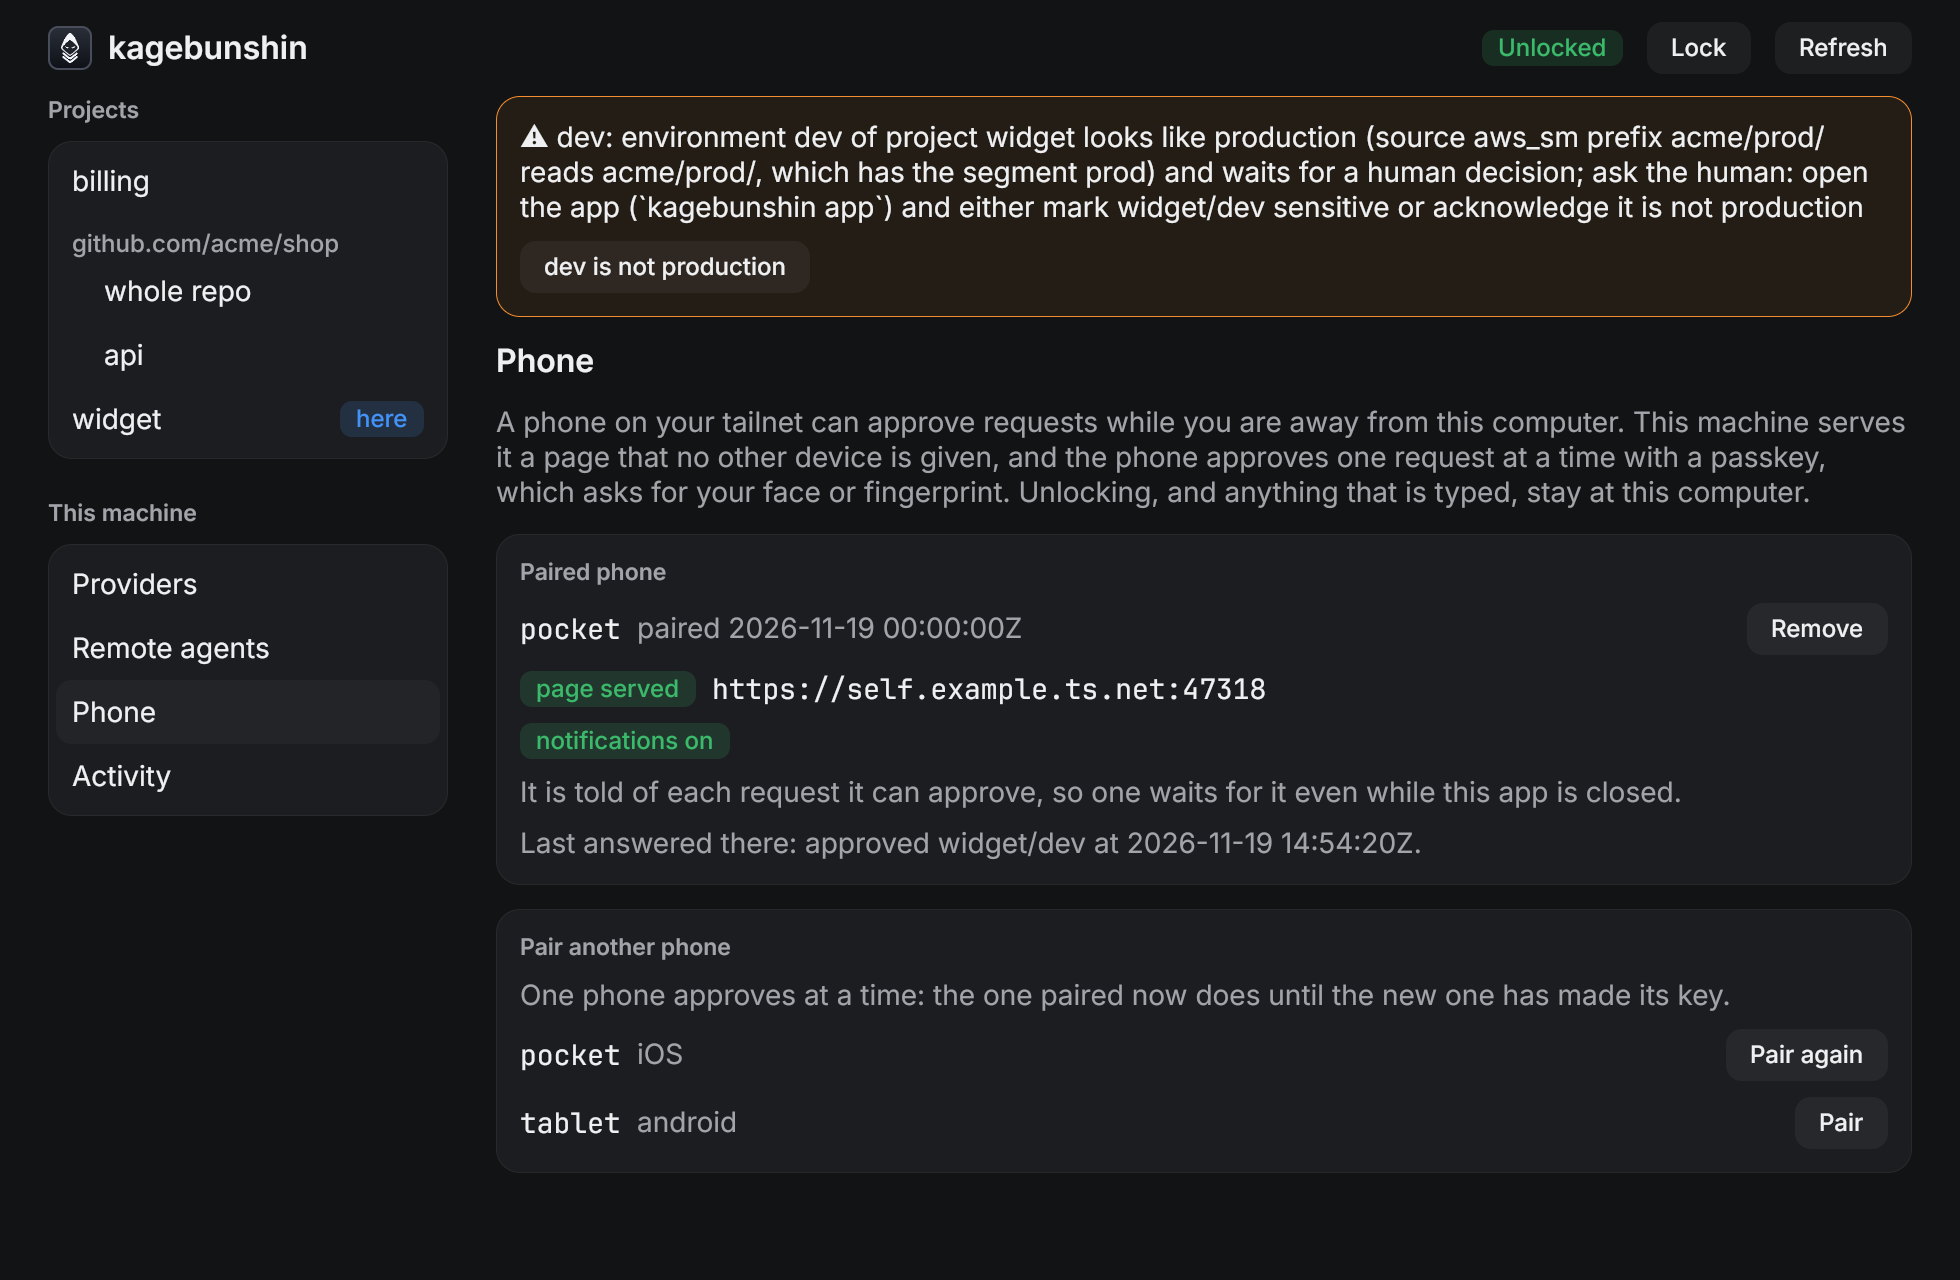 kagebunshin
Unlocked
Lock
Refresh
Projects
billing
github.com/acme/shop
whole repo
api
widget
here
This machine
Providers
Remote agents
Phone
Activity
dev: environment dev of project widget looks like production (source aws_sm prefix acme/prod/
reads acme/prod/, which has the segment prod) and waits for a human decision; ask the human: open
the app (`kagebunshin app`) and either mark widget/dev sensitive or acknowledge it is not production
dev is not production
Phone
A phone on your tailnet can approve requests while you are away from this computer. This machine serves
it a page that no other device is given, and the phone approves one request at a time with a passkey,
which asks for your face or fingerprint. Unlocking, and anything that is typed, stay at this computer.
Paired phone
pocket paired 2026-11-19 00:00:00Z
Remove
page served https://self.example.ts.net:47318
notifications on
It is told of each request it can approve, so one waits for it even while this app is closed.
Last answered there: approved widget/dev at 2026-11-19 14:54:20Z.
Pair another phone
One phone approves at a time: the one paired now does until the new one has made its key.
pocket iOS
Pair again
tablet android
Pair